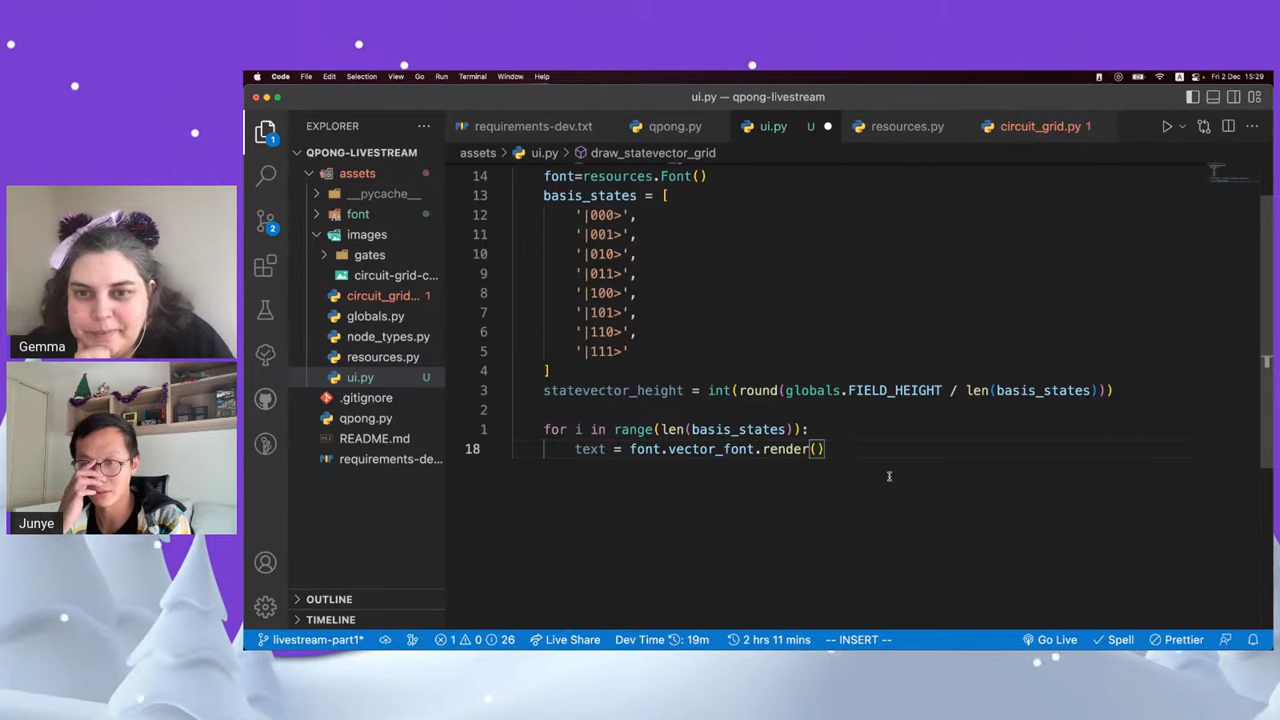 Code File Edit Selection View Go Run Terminal Window Help
Fri 2 Dec 15:29
ui.py — qpong-livestream
EXPLORER
requirements-dev.txt
qpong.py
ui.py U
resources.py
circuit_grid.py 1
QPONG-LIVESTREAM
assets > ui.py > draw_statevector_grid
assets
__pycache__
font
images
gates
circuit-grid-c...
circuit_grid... 1
globals.py
node_types.py
resources.py
ui.py U
.gitignore
qpong.py
README.md
requirements-de...
OUTLINE
TIMELINE
14 font=resources.Font()
13 basis_states = [
12 '|000>',
11 '|001>',
10 '|010>',
9 '|011>',
8 '|100>',
7 '|101>',
6 '|110>',
5 '|111>'
4 ]
3 statevector_height = int(round(globals.FIELD_HEIGHT / len(basis_states)))
2
1 for i in range(len(basis_states)):
18 text = font.vector_font.render()
1
2
Gemma
Junye
livestream-part1* 1 0 26 Live Share Dev Time : 19m 2 hrs 11 mins -- INSERT -- Go Live Spell Prettier